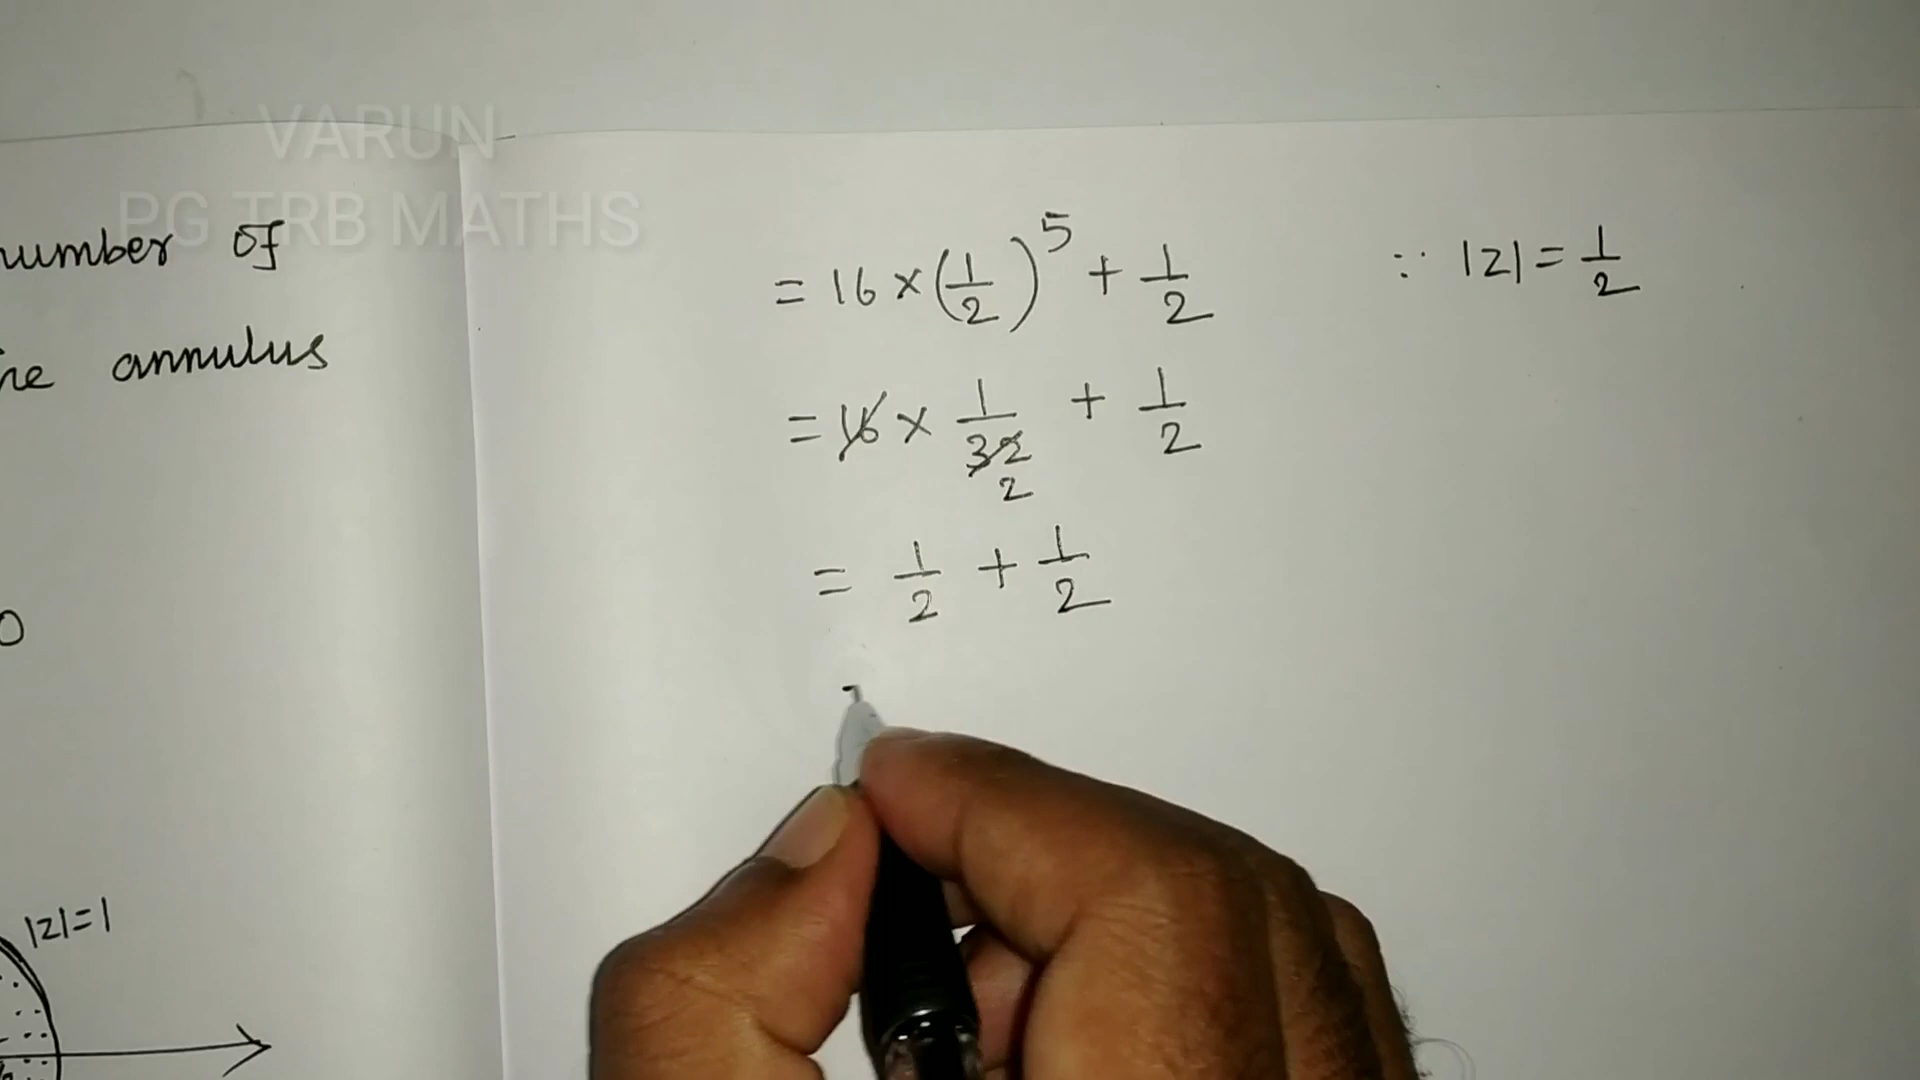 VARUN
PG TRB MATHS
number of
annulus
0
|z|=1
= 16 × (1/2)^5 + 1/2 ∵ |z| = 1/2
= 16 × 1/32 + 1/2
2
= 1/2 + 1/2